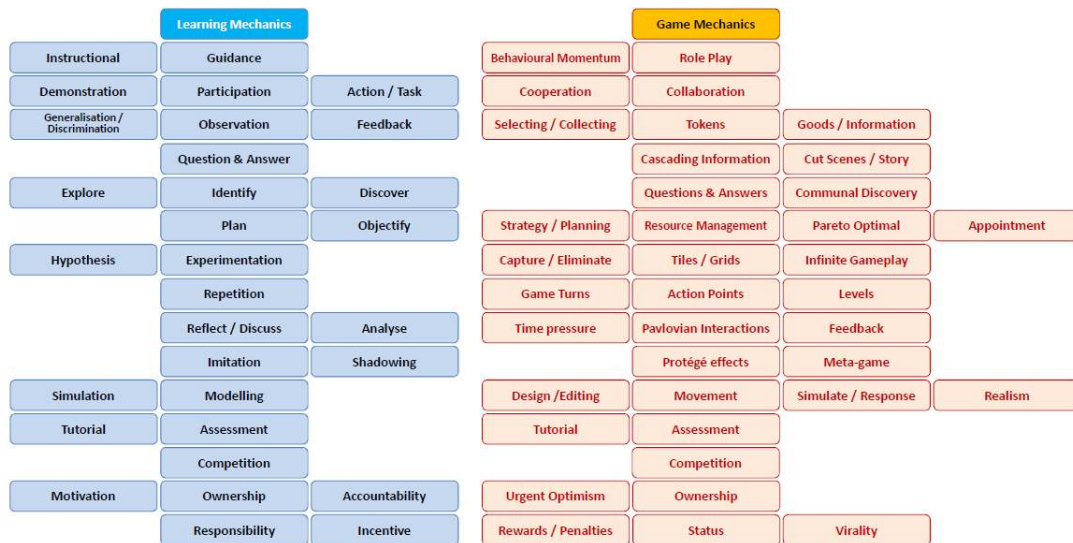 Learning Mechanics
Instructional Guidance
Demonstration Participation Action / Task
Generalisation /
Discrimination Observation Feedback
Question & Answer
Explore Identify Discover
Plan Objectify
Hypothesis Experimentation
Repetition
Reflect / Discuss Analyse
Imitation Shadowing
Simulation Modelling
Tutorial Assessment
Competition
Motivation Ownership Accountability
Responsibility Incentive
Game Mechanics
Behavioural Momentum Role Play
Cooperation Collaboration
Selecting / Collecting Tokens Goods / Information
Cascading Information Cut Scenes / Story
Questions & Answers Communal Discovery
Strategy / Planning Resource Management Pareto Optimal Appointment
Capture / Eliminate Tiles / Grids Infinite Gameplay
Game Turns Action Points Levels
Time pressure Pavlovian Interactions Feedback
Protégé effects Meta-game
Design /Editing Movement Simulate / Response Realism
Tutorial Assessment
Competition
Urgent Optimism Ownership
Rewards / Penalties Status Virality